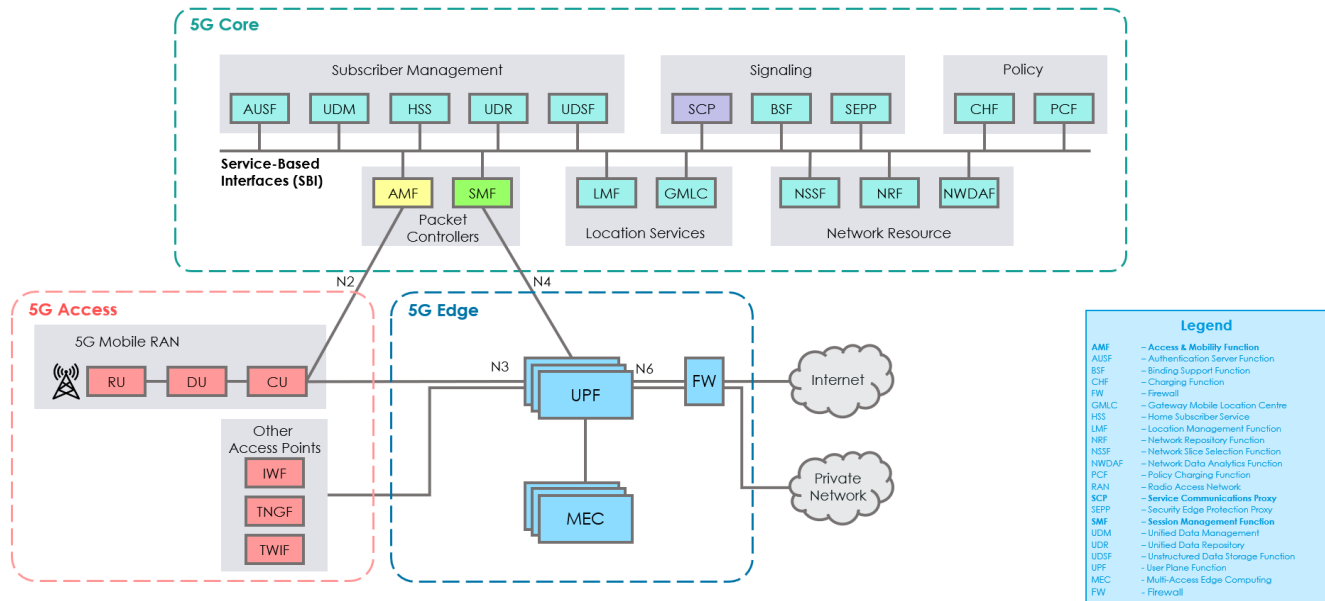 5G Core
Subscriber Management
Signaling
Policy
AUSF
UDM
HSS
UDR
UDSF
SCP
BSF
SEPP
CHF
PCF
Service-Based
Interfaces (SBI)
AMF
SMF
Packet
Controllers
LMF
GMLC
Location Services
NSSF
NRF
NWDAF
Network Resource
N2
N4
5G Access
5G Mobile RAN
RU
DU
CU
Other
Access Points
IWF
TNGF
TWIF
5G Edge
N3
UPF
N6
FW
MEC
Internet
Private
Network
Legend
AMF – Access & Mobility Function
AUSF – Authentication Server Function
BSF – Binding Support Function
CHF – Charging Function
FW – Firewall
GMLC – Gateway Mobile Location Centre
HSS – Home Subscriber Service
LMF – Location Management Function
NRF – Network Repository Function
NSSF – Network Slice Selection Function
NWDAF – Network Data Analytics Function
PCF – Policy Charging Function
RAN – Radio Access Network
SCP – Service Communications Proxy
SEPP – Security Edge Protection Proxy
SMF – Session Management Function
UDM – Unified Data Management
UDR – Unified Data Repository
UDSF – Unstructured Data Storage Function
UPF - User Plane Function
MEC - Multi-Access Edge Computing
FW - Firewall